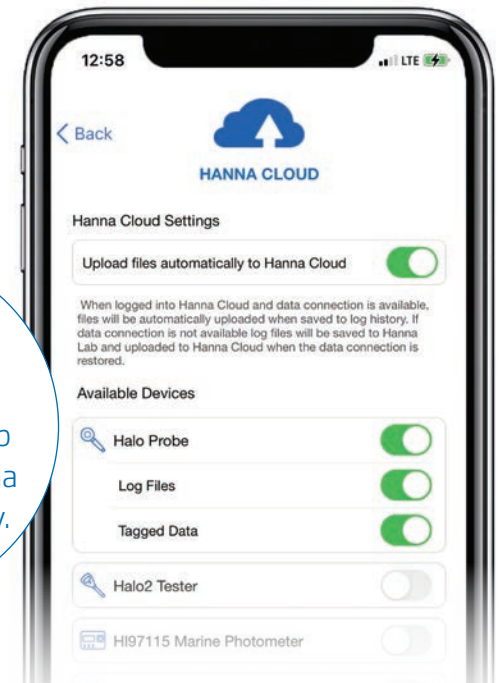 12:58
LTE
Back
HANNA CLOUD
Hanna Cloud Settings
Upload files automatically to Hanna Cloud
When logged into Hanna Cloud and data connection is available,
files will be automatically uploaded when saved to log history. If
data connection is not available log files will be saved to Hanna
Lab and uploaded to Hanna Cloud when the data connection is
restored.
Available Devices
Halo Probe
Log Files
Tagged Data
Halo2 Tester
HI97115 Marine Photometer
a